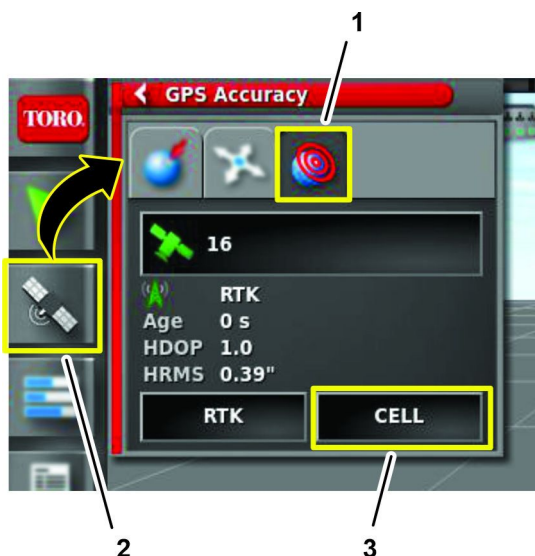 1
GPS Accuracy
TORO.
16
RTK
Age 0 s
HDOP 1.0
HRMS 0.39"
RTK CELL
2 3